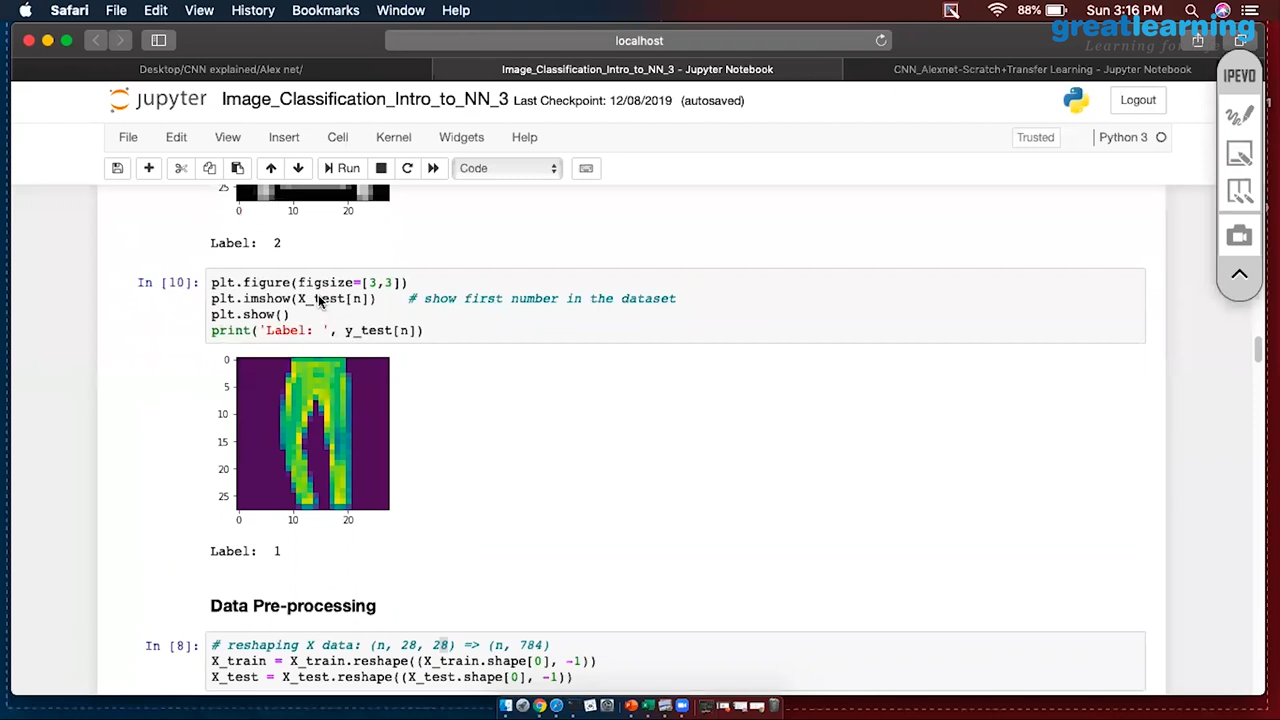 Safari File Edit View History Bookmarks Window Help 88% Sun 3:16 PM
greatlearning
localhost
Desktop/CNN explained/Alex net/ Image_Classification_Intro_to_NN_3 - Jupyter Notebook CNN_Alexnet-Scratch+Transfer Learning - Jupyter Notebook
IPEVO
jupyter Image_Classification_Intro_to_NN_3 Last Checkpoint: 12/08/2019 (autosaved) Logout
File Edit View Insert Cell Kernel Widgets Help Trusted Python 3
Run Code
25
0 10 20
Label: 2
In [10]: plt.figure(figsize=[3,3])
plt.imshow(X_test[n]) # show first number in the dataset
plt.show()
print('Label: ', y_test[n])
0
5
10
15
20
25
0 10 20
Label: 1
Data Pre-processing
In [8]: # reshaping X data: (n, 28, 28) => (n, 784)
X_train = X_train.reshape((X_train.shape[0], -1))
X_test = X_test.reshape((X_test.shape[0], -1))